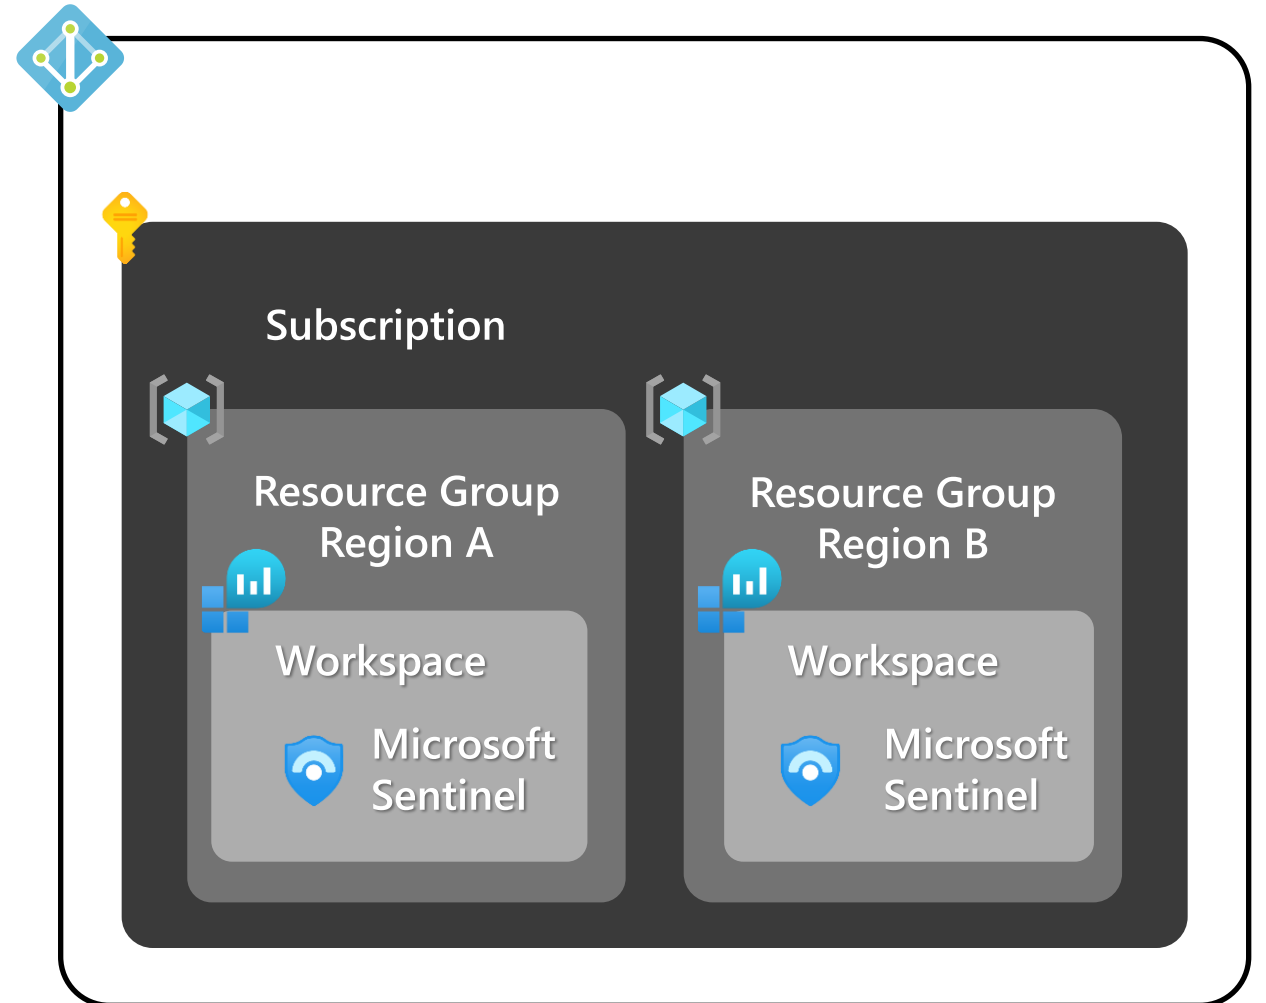 Subscription
Resource Group
Region A
Workspace
Microsoft
Sentinel
Resource Group
Region B
Workspace
Microsoft
Sentinel